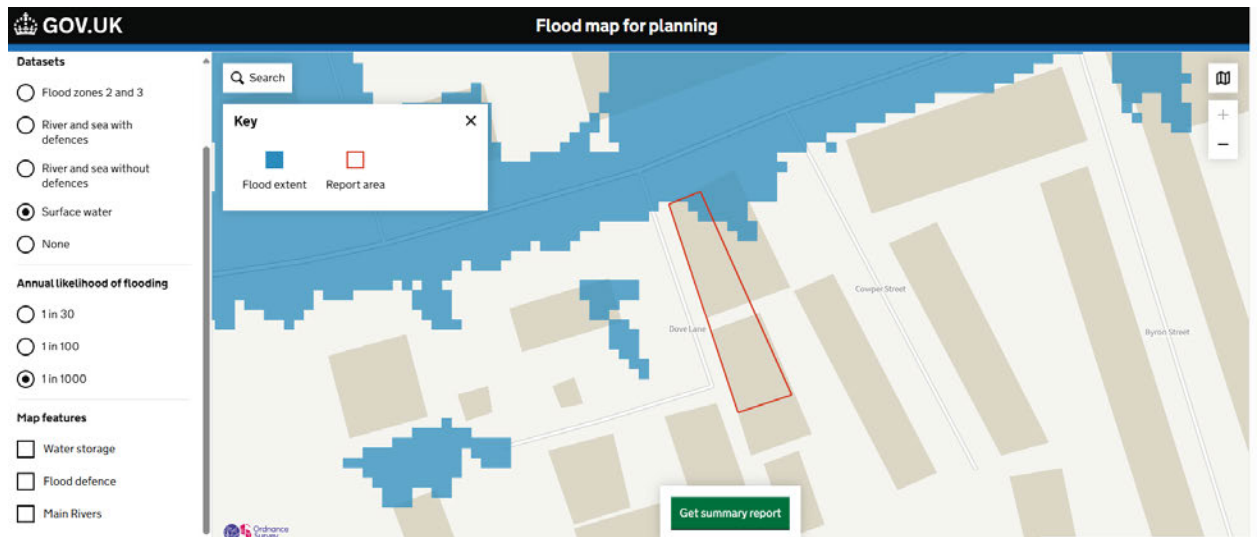 GOV.UK
Flood map for planning
Datasets
Flood zones 2 and 3
River and sea with
defences
River and sea without
defences
Surface water
None
Annual likelihood of flooding
1 in 30
1 in 100
1 in 1000
Map features
Water storage
Flood defence
Main Rivers
Search
Key
Flood extent
Report area
Dove Lane
Cowper Street
Byron Street
Get summary report
Ordnance
Survey